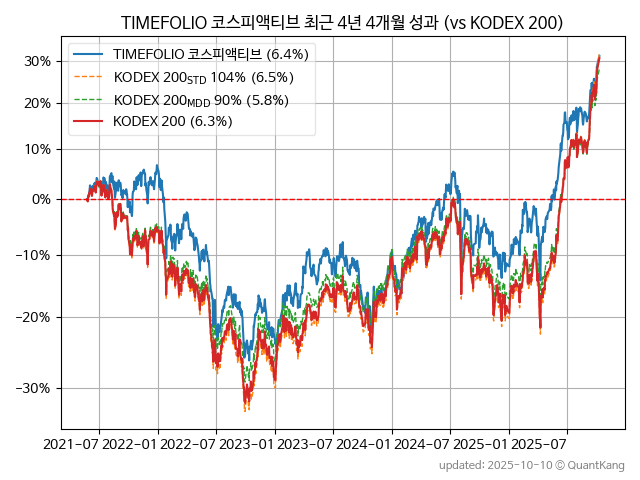 TIMEFOLIO 코스피액티브 최근 4년 4개월 성과 (vs KODEX 200)
TIMEFOLIO 코스피액티브 (6.4%)
KODEX 200STD 104% (6.5%)
KODEX 200MDD 90% (5.8%)
KODEX 200 (6.3%)
30%
20%
10%
0%
−10%
−20%
−30%
2021-07 2022-01 2022-07 2023-01 2023-07 2024-01 2024-07 2025-01 2025-07
updated: 2025-10-10 © QuantKang